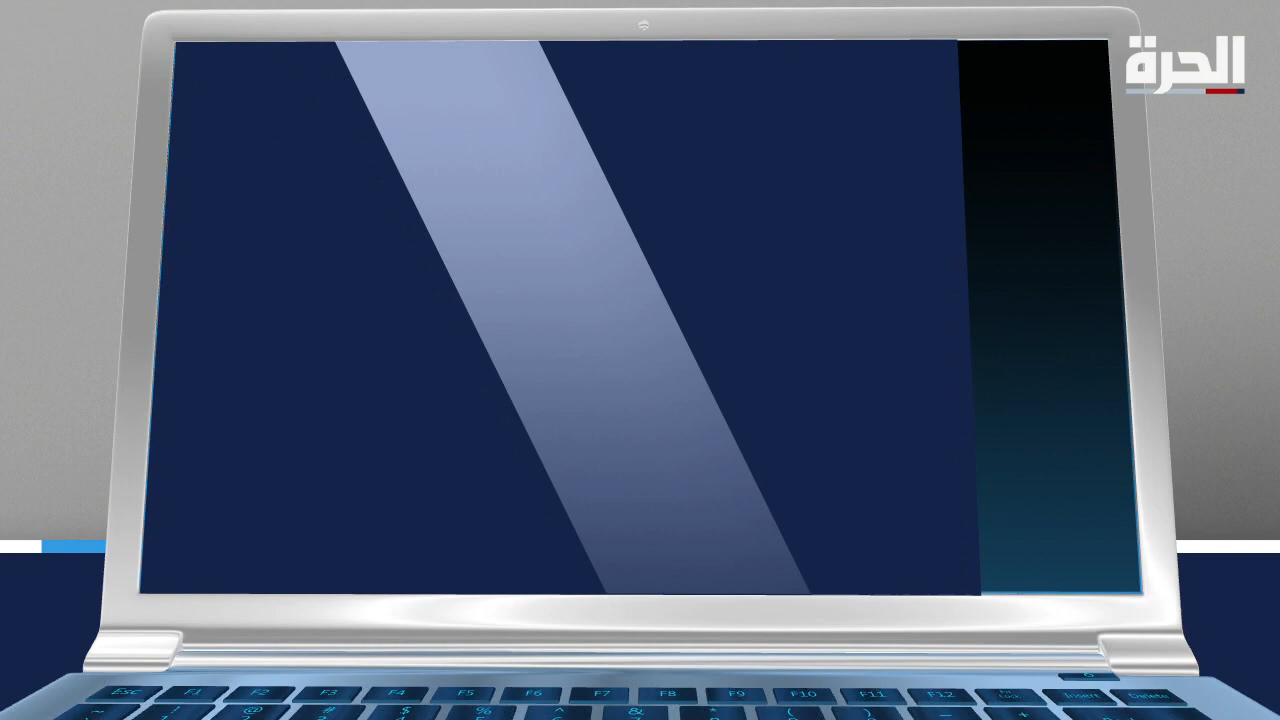 الحرة
Esc F1 F2 F3 F4 F5 F6 F7 F8 F9 F10 F11 F12 Insert Delete
~ ! @ # $ % ^ & * ( ) _ +